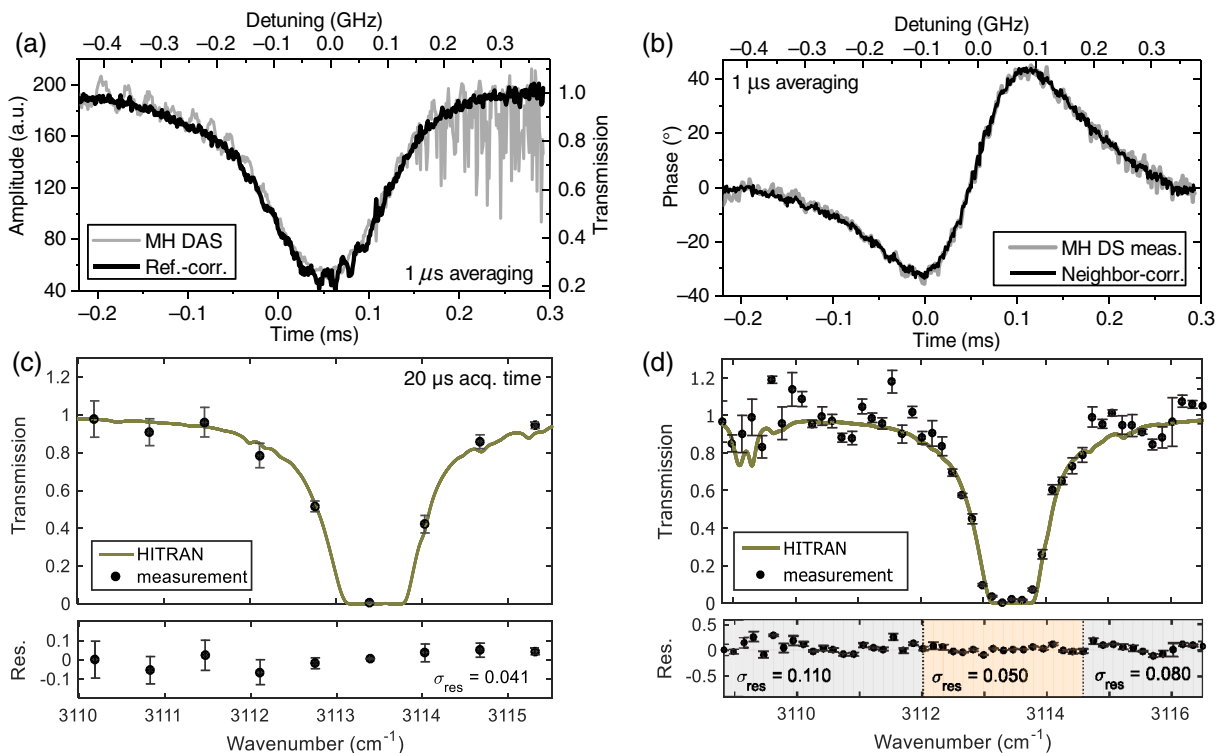 (a)
Detuning (GHz)
−0.4 −0.3 −0.2 −0.1 0.0 0.1 0.2 0.3
200
160
120
80
40
Amplitude (a.u.)
1.0
0.8
0.6
0.4
0.2
Transmission
MH DAS
Ref.-corr.
1 μs averaging
−0.2 −0.1 0.0 0.1 0.2 0.3
Time (ms)
(b)
Detuning (GHz)
−0.4 −0.3 −0.2 −0.1 0.0 0.1 0.2 0.3
1 μs averaging
40
20
0
−20
−40
Phase (°)
MH DS meas.
Neighbor-corr.
−0.2 −0.1 0.0 0.1 0.2 0.3
Time (ms)
(c)
20 μs acq. time
1.2
1
0.8
0.6
0.4
0.2
0
Transmission
HITRAN
measurement
0.1
0
-0.1
Res.
σres = 0.041
3110 3111 3112 3113 3114 3115
Wavenumber (cm-1)
(d)
1.2
1
0.8
0.6
0.4
0.2
0
Transmission
HITRAN
measurement
0.5
0
-0.5
Res.
σres = 0.110
σres = 0.050
σres = 0.080
3110 3112 3114 3116
Wavenumber (cm-1)